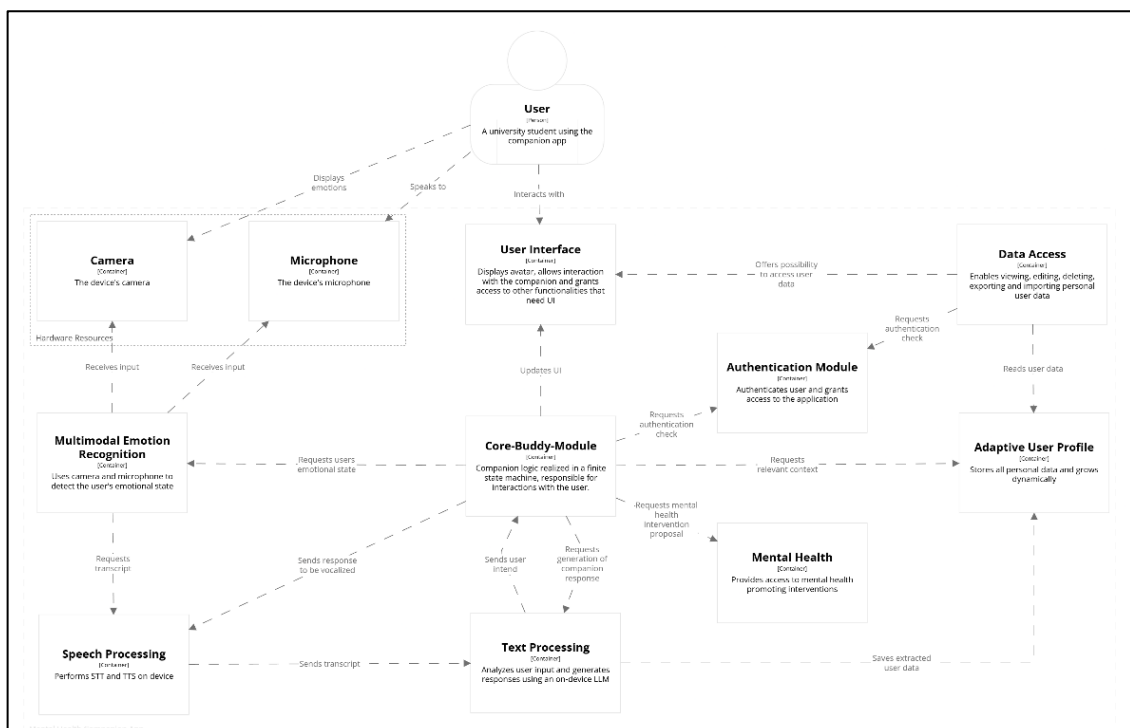 User
[Person]
A university student using the
companion app
Displays
emotions
Speaks to
Interacts with
Camera
[Container]
The device's camera
Microphone
[Container]
The device's microphone
Hardware Resources
User Interface
[Container]
Displays avatar, allows interaction
with the companion and grants
access to other functionalities that
need UI
Offers possibility
to access user
data
Data Access
[Container]
Enables viewing, editing, deleting,
exporting and importing personal
user data
Requests
authentication
check
Receives input
Receives input
Updates UI
Authentication Module
[Container]
Authenticates user and grants
access to the application
Reads user data
Multimodal Emotion
Recognition
[Container]
Uses camera and microphone to
detect the user's emotional state
Requests users
emotional state
Core-Buddy-Module
[Container]
Companion logic realized in a finite
state machine, responsible for
interactions with the user.
Requests
authentication
check
Requests
relevant context
Adaptive User Profile
[Container]
Stores all personal data and grows
dynamically
Requests mental
health
intervention
proposal
Requests
transcript
Sends response
to be vocalized
Sends user
intend
Requests
generation of
companion
response
Mental Health
[Container]
Provides access to mental health
promoting interventions
Speech Processing
[Container]
Performs STT and TTS on device
Sends transcript
Text Processing
[Container]
Analyzes user input and generates
responses using an on-device LLM
Saves extracted
user data